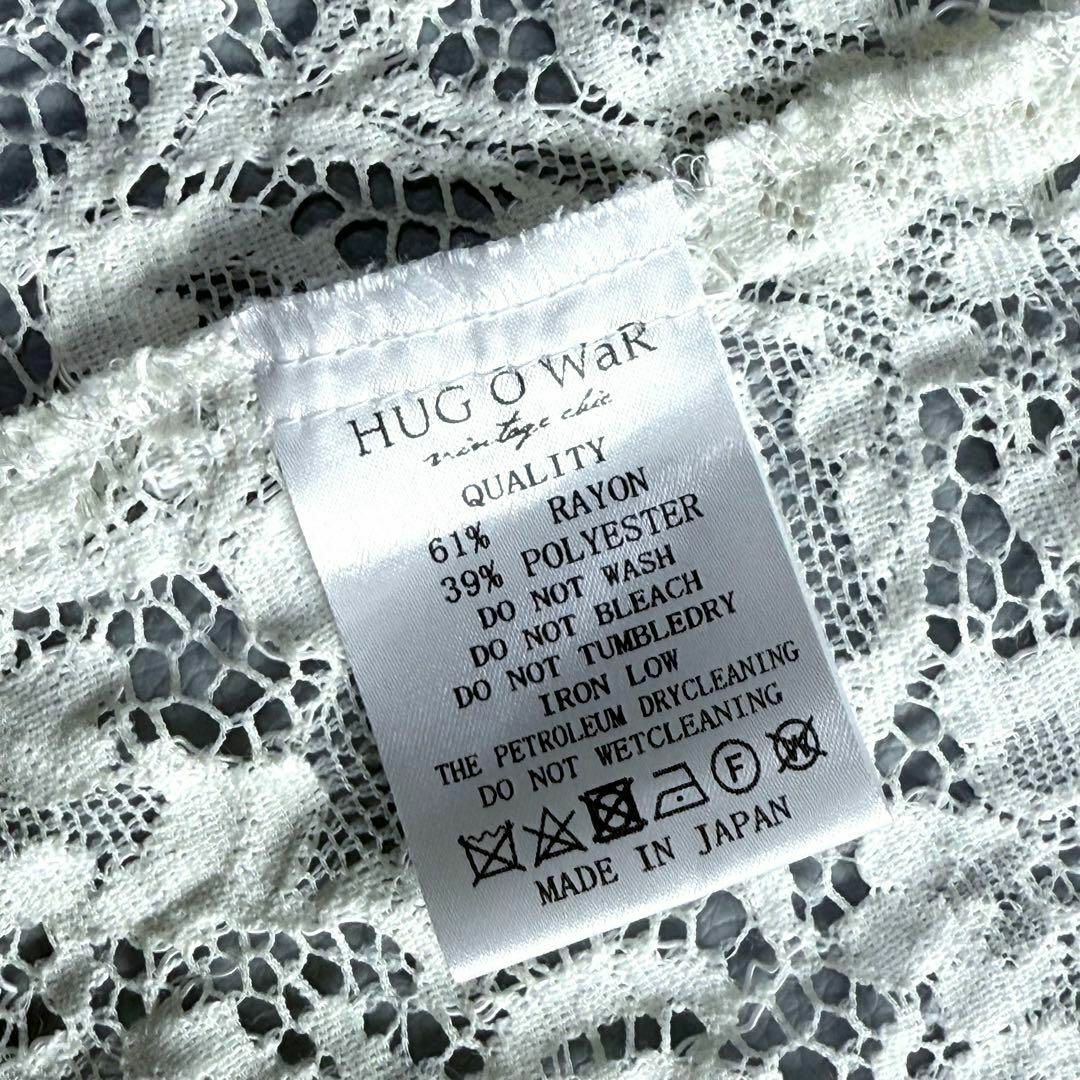 HUG O WaR
vintage chic
QUALITY
61% RAYON
39% POLYESTER
DO NOT WASH
DO NOT BLEACH
DO NOT TUMBLEDRY
IRON LOW
THE PETROLEUM DRYCLEANING
DO NOT WETCLEANING
F W
MADE IN JAPAN